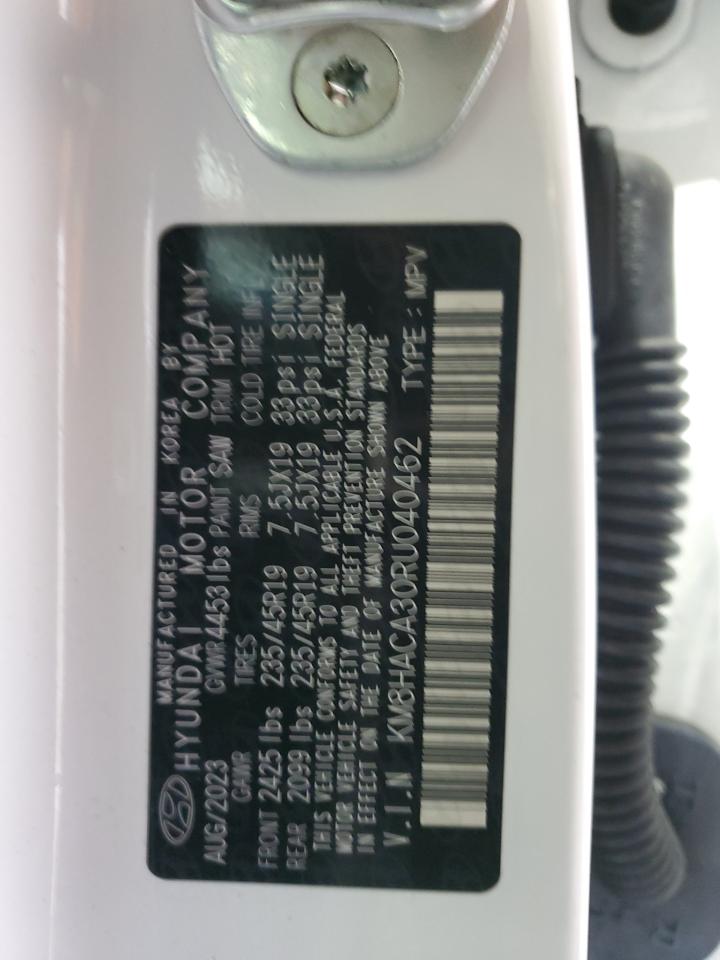 MANUFACTURED IN KOREA BY
HYUNDAI MOTOR COMPANY
AUG/2023 GVWR 4453 lbs PAINT SAW TRIM HOT
GAWR TIRES RIMS COLD TIRE INFL
FRONT 2425 lbs 235/45R19 7.5JX19 33psi SINGLE
REAR 2099 lbs 235/45R19 7.5JX19 33psi SINGLE
THIS VEHICLE CONFORMS TO ALL APPLICABLE U.S.A. FEDERAL
MOTOR VEHICLE SAFETY AND THEFT PREVENTION STANDARDS
IN EFFECT ON THE DATE OF MANUFACTURE SHOWN ABOVE
V.I.N KM8HACA30RU040462 TYPE : MPV